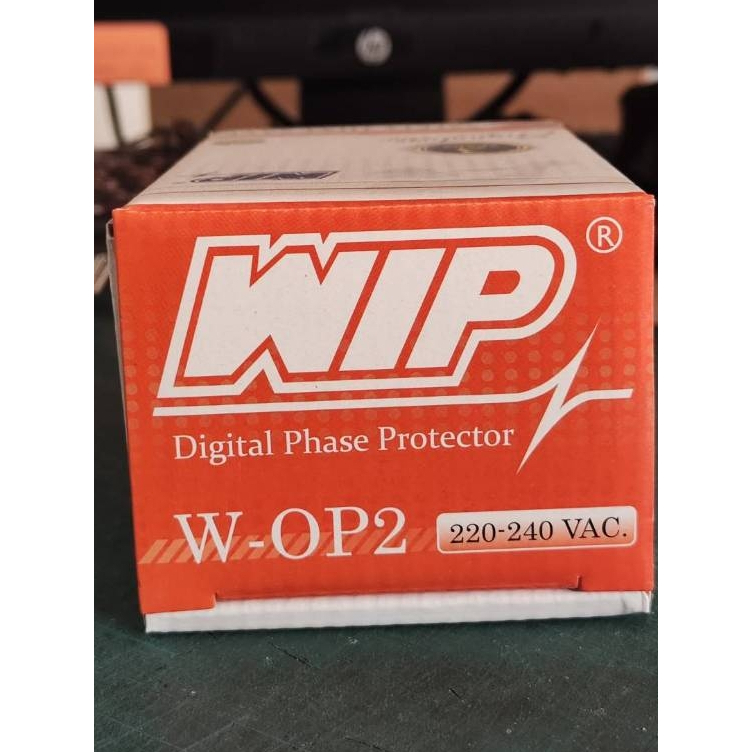 WIP ®
Digital Phase Protector
W-OP2
220-240 VAC.